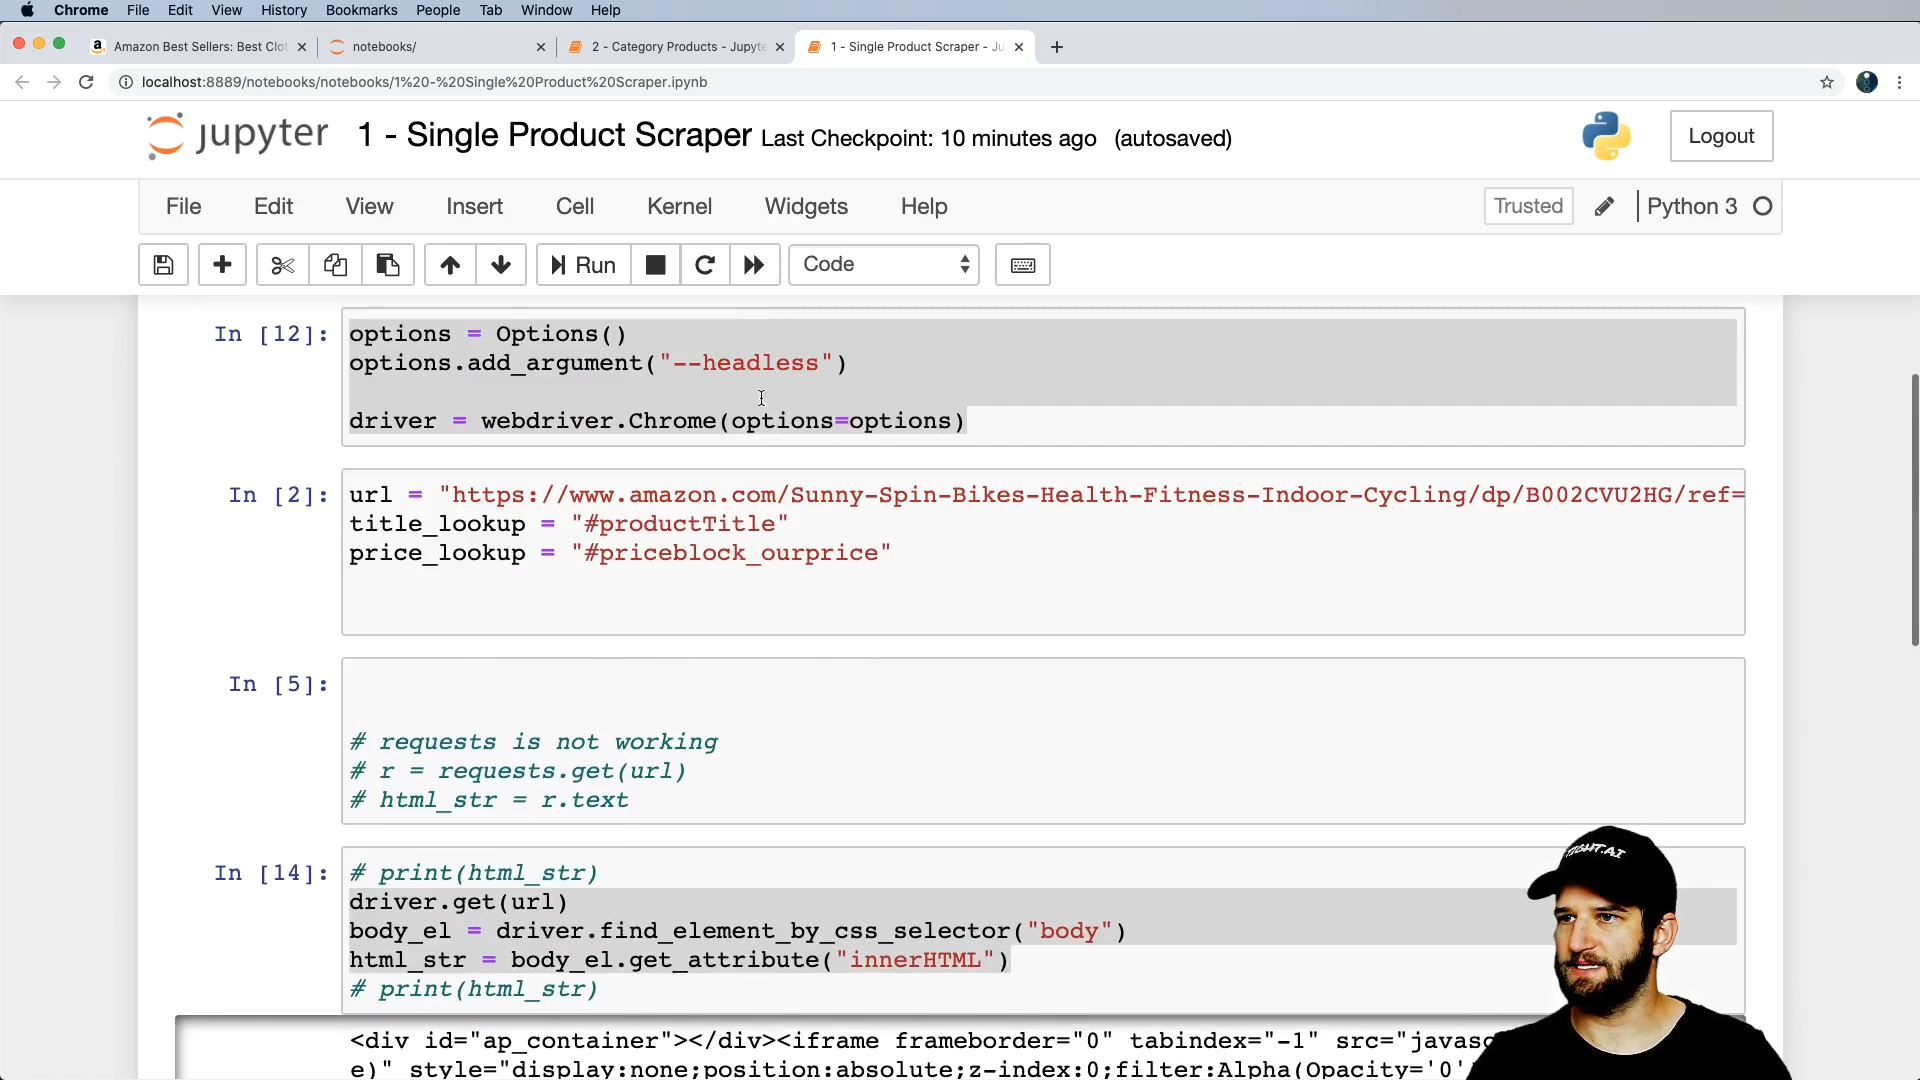 Chrome File Edit View History Bookmarks People Tab Window Help
Amazon Best Sellers: Best Clot
notebooks/
2 - Category Products - Jupyte
1 - Single Product Scraper - Ju
localhost:8889/notebooks/notebooks/1%20-%20Single%20Product%20Scraper.ipynb
jupyter 1 - Single Product Scraper Last Checkpoint: 10 minutes ago (autosaved)
Logout
File Edit View Insert Cell Kernel Widgets Help
Trusted Python 3
Run Code
In [12]: options = Options()
options.add_argument("--headless")
driver = webdriver.Chrome(options=options)
In [2]: url = "https://www.amazon.com/Sunny-Spin-Bikes-Health-Fitness-Indoor-Cycling/dp/B002CVU2HG/ref=
title_lookup = "#productTitle"
price_lookup = "#priceblock_ourprice"
In [5]:
# requests is not working
# r = requests.get(url)
# html_str = r.text
In [14]: # print(html_str)
driver.get(url)
body_el = driver.find_element_by_css_selector("body")
html_str = body_el.get_attribute("innerHTML")
# print(html_str)
<div id="ap_container"></div><iframe frameborder="0" tabindex="-1" src="javasc
e)" style="display:none;position:absolute;z-index:0;filter:Alpha(Opacity='0'